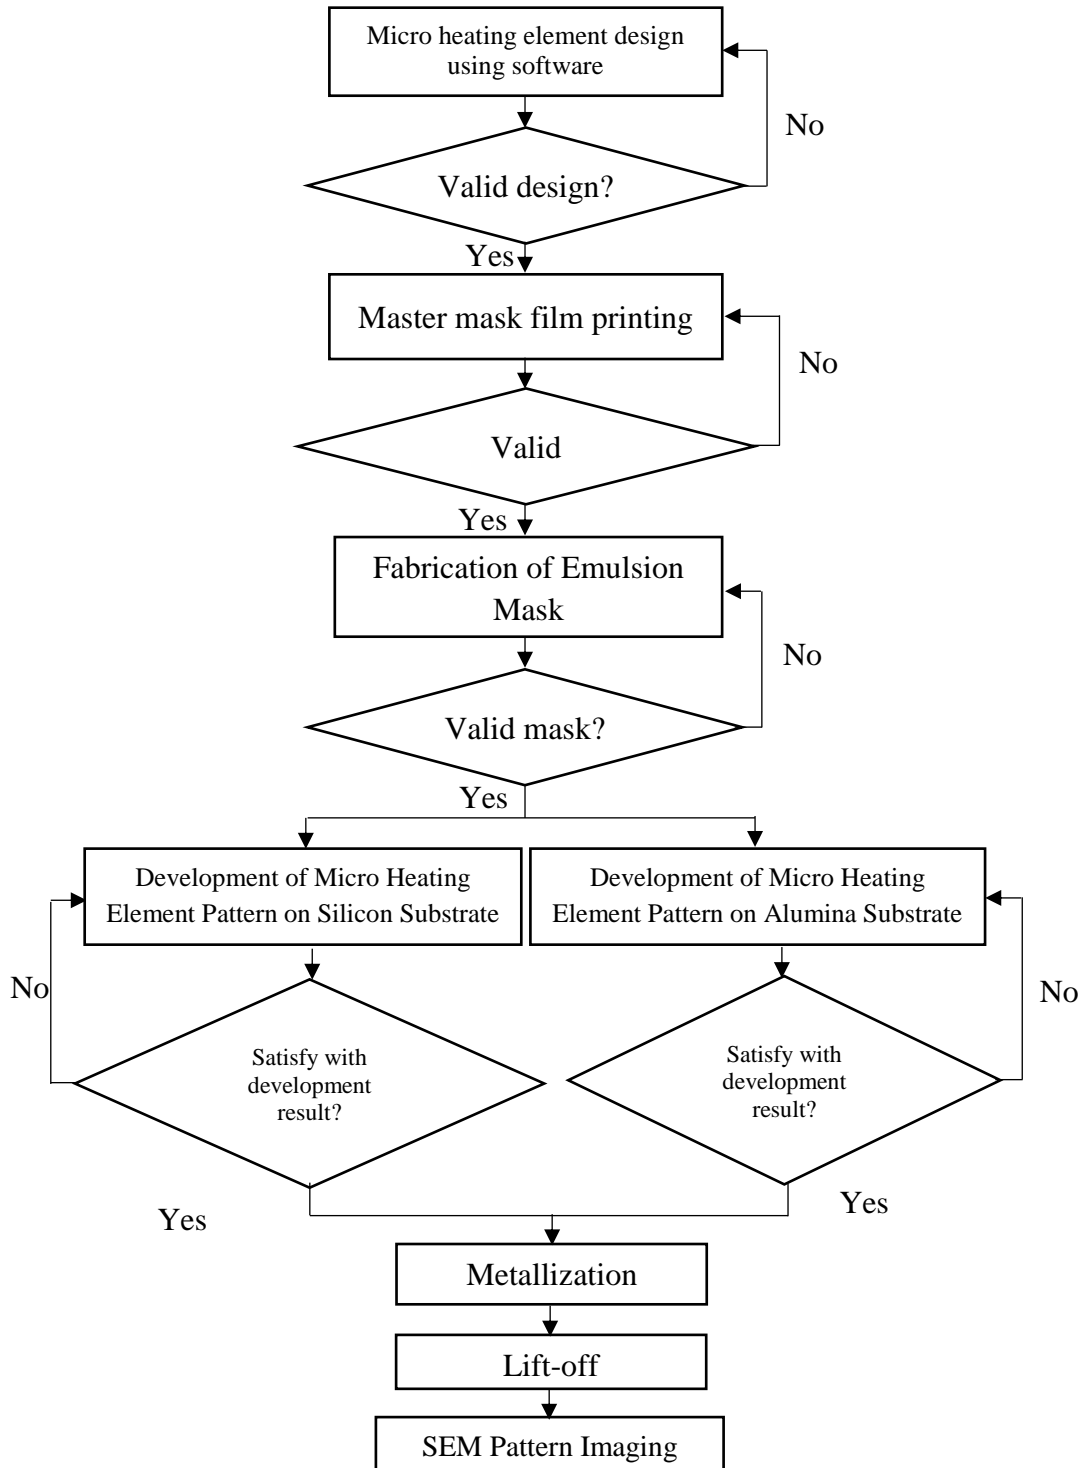 Micro heating element design
using software
No
Valid design?
Yes
Master mask film printing
No
Valid
Yes
Fabrication of Emulsion
Mask
No
Valid mask?
Yes
Development of Micro Heating
Element Pattern on Silicon Substrate
Development of Micro Heating
Element Pattern on Alumina Substrate
No
No
Satisfy with
development
result?
Satisfy with
development
result?
Yes
Yes
Metallization
Lift-off
SEM Pattern Imaging